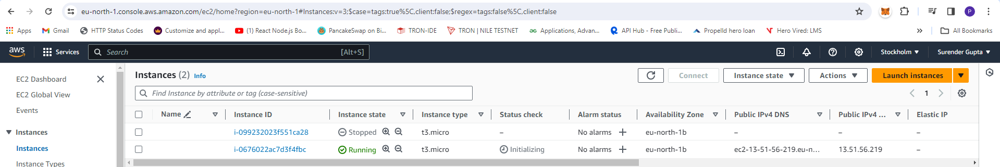 eu-north-1.console.aws.amazon.com/ec2/home?region=eu-north-1#Instances:v=3;$case=tags:true%5C,client:false;$regex=tags:false%5C,client:false
P
Apps Gmail HTTP Status Codes Customize and appl... (1) React Node.js Bo... PancakeSwap on Bi... TRON-IDE TRON | NILE TESTNET Applications, Advan... API Hub - Free Publi... Propelld hero loan Hero Vired: LMS » All Bookmarks
aws Services Search [Alt+S] Stockholm Surender Gupta
EC2 Dashboard
EC2 Global View
Events
Instances
Instances
Instance Types
Instances (2) Info Connect Instance state Actions Launch instances
Find Instance by attribute or tag (case-sensitive) 1
Name Instance ID Instance state Instance type Status check Alarm status Availability Zone Public IPv4 DNS Public IPv4 ... Elastic IP
i-099232023f551ca28 Stopped t3.micro – No alarms + eu-north-1b – – –
i-0676022ac7d3f4fbc Running t3.micro Initializing No alarms + eu-north-1b ec2-13-51-56-219.eu-n... 13.51.56.219 –